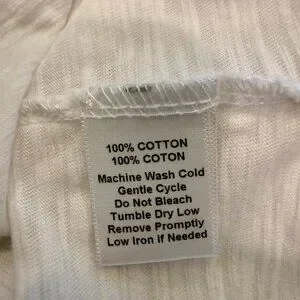 100% COTTON
100% COTON
Machine Wash Cold
Gentle Cycle
Do Not Bleach
Tumble Dry Low
Remove Promptly
Low Iron if Needed